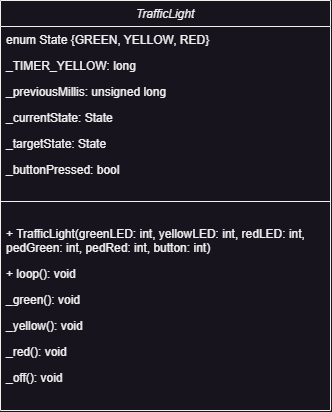 TrafficLight
enum State {GREEN, YELLOW, RED}
_TIMER_YELLOW: long
_previousMillis: unsigned long
_currentState: State
_targetState: State
_buttonPressed: bool
+ TrafficLight(greenLED: int, yellowLED: int, redLED: int,
pedGreen: int, pedRed: int, button: int)
+ loop(): void
_green(): void
_yellow(): void
_red(): void
_off(): void